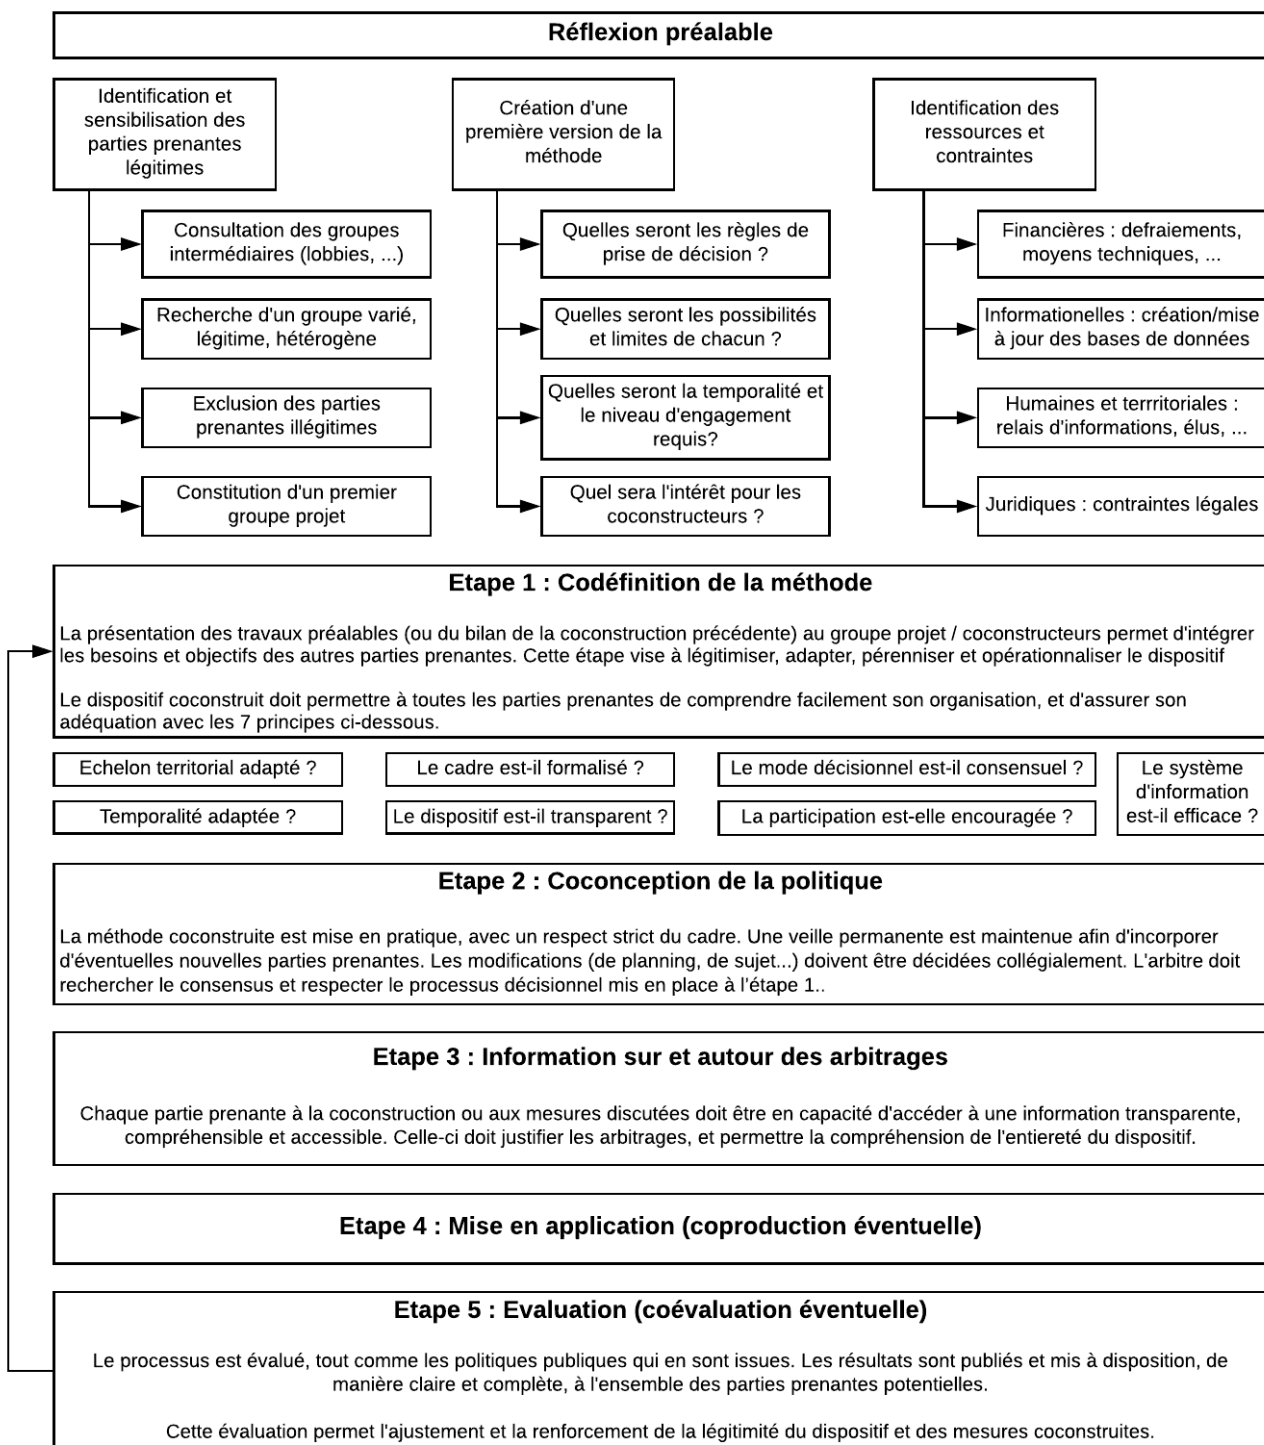 Réflexion préalable
Identification et
sensibilisation des
parties prenantes
légitimes
Consultation des groupes
intermédiaires (lobbies, ...)
Recherche d'un groupe varié,
légitime, hétérogène
Exclusion des parties
prenantes illégitimes
Constitution d'un premier
groupe projet
Création d'une
première version de la
méthode
Quelles seront les règles de
prise de décision ?
Quelles seront les possibilités
et limites de chacun ?
Quelles seront la temporalité et
le niveau d'engagement
requis?
Quel sera l'intérêt pour les
coconstructeurs ?
Identification des
ressources et
contraintes
Financières : defraiements,
moyens techniques, ...
Informationelles : création/mise
à jour des bases de données
Humaines et terrritoriales :
relais d'informations, élus, ...
Juridiques : contraintes légales
Etape 1 : Codéfinition de la méthode
La présentation des travaux préalables (ou du bilan de la coconstruction précédente) au groupe projet / coconstructeurs permet d'intégrer
les besoins et objectifs des autres parties prenantes. Cette étape vise à légitimiser, adapter, pérenniser et opérationnaliser le dispositif
Le dispositif coconstruit doit permettre à toutes les parties prenantes de comprendre facilement son organisation, et d'assurer son
adéquation avec les 7 principes ci-dessous.
Echelon territorial adapté ?
Le cadre est-il formalisé ?
Le mode décisionnel est-il consensuel ?
Temporalité adaptée ?
Le dispositif est-il transparent ?
La participation est-elle encouragée ?
Le système
d'information
est-il efficace ?
Etape 2 : Coconception de la politique
La méthode coconstruite est mise en pratique, avec un respect strict du cadre. Une veille permanente est maintenue afin d'incorporer
d'éventuelles nouvelles parties prenantes. Les modifications (de planning, de sujet...) doivent être décidées collégialement. L'arbitre doit
rechercher le consensus et respecter le processus décisionnel mis en place à l'étape 1..
Etape 3 : Information sur et autour des arbitrages
Chaque partie prenante à la coconstruction ou aux mesures discutées doit être en capacité d'accéder à une information transparente,
compréhensible et accessible. Celle-ci doit justifier les arbitrages, et permettre la compréhension de l'entiereté du dispositif.
Etape 4 : Mise en application (coproduction éventuelle)
Etape 5 : Evaluation (coévaluation éventuelle)
Le processus est évalué, tout comme les politiques publiques qui en sont issues. Les résultats sont publiés et mis à disposition, de
manière claire et complète, à l'ensemble des parties prenantes potentielles.
Cette évaluation permet l'ajustement et la renforcement de la légitimité du dispositif et des mesures coconstruites.